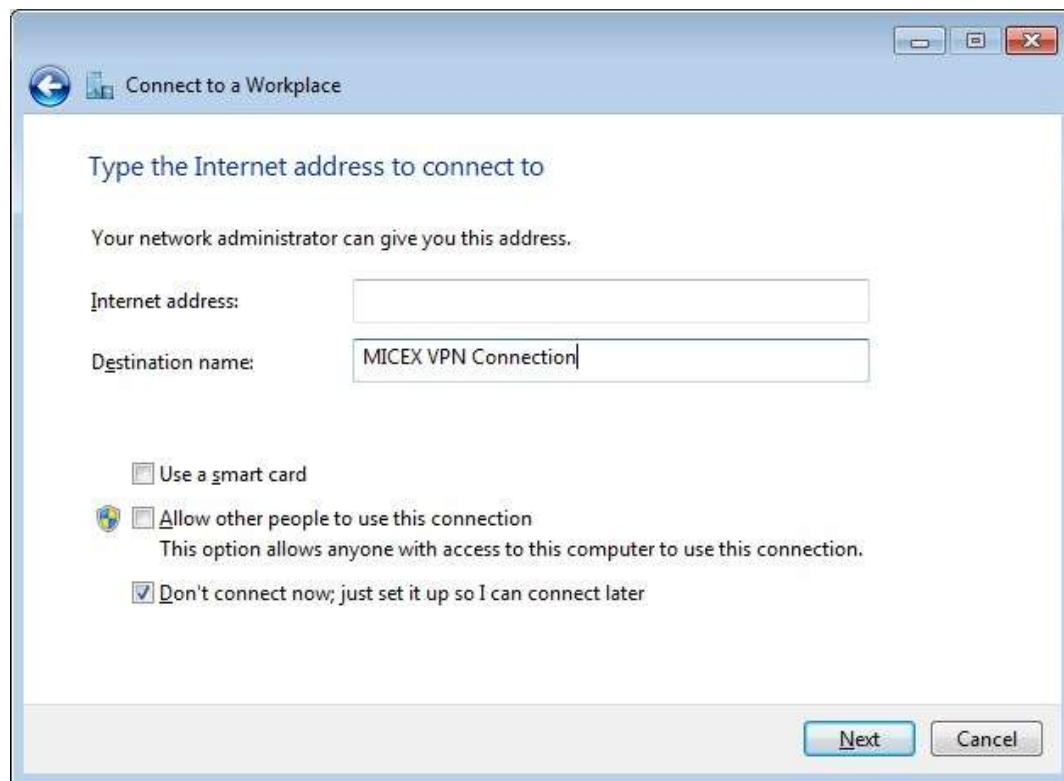 Connect to a Workplace
Type the Internet address to connect to
Your network administrator can give you this address.
Internet address:
Destination name: MICEX VPN Connection
Use a smart card
Allow other people to use this connection
This option allows anyone with access to this computer to use this connection.
Don't connect now; just set it up so I can connect later
Next Cancel